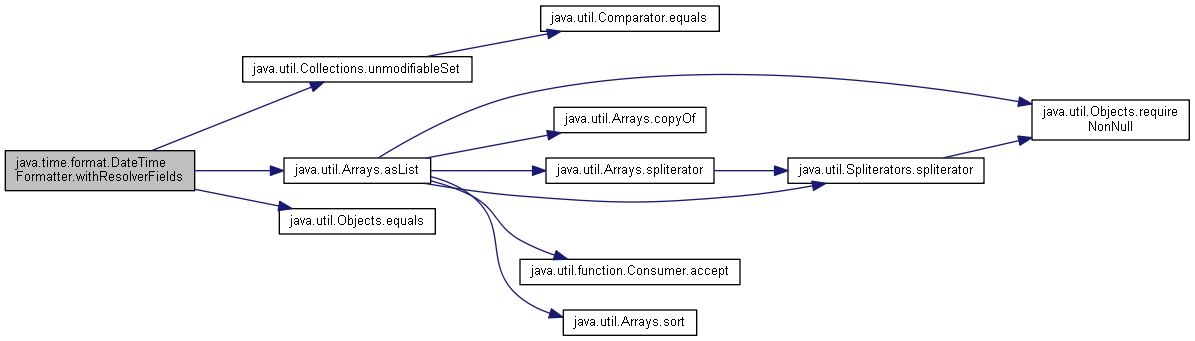 java.util.Comparator.equals
java.util.Collections.unmodifiableSet
java.util.Objects.require
NonNull
java.util.Arrays.copyOf
java.time.format.DateTime
Formatter.withResolverFields
java.util.Arrays.asList
java.util.Arrays.spliterator
java.util.Spliterators.spliterator
java.util.Objects.equals
java.util.function.Consumer.accept
java.util.Arrays.sort